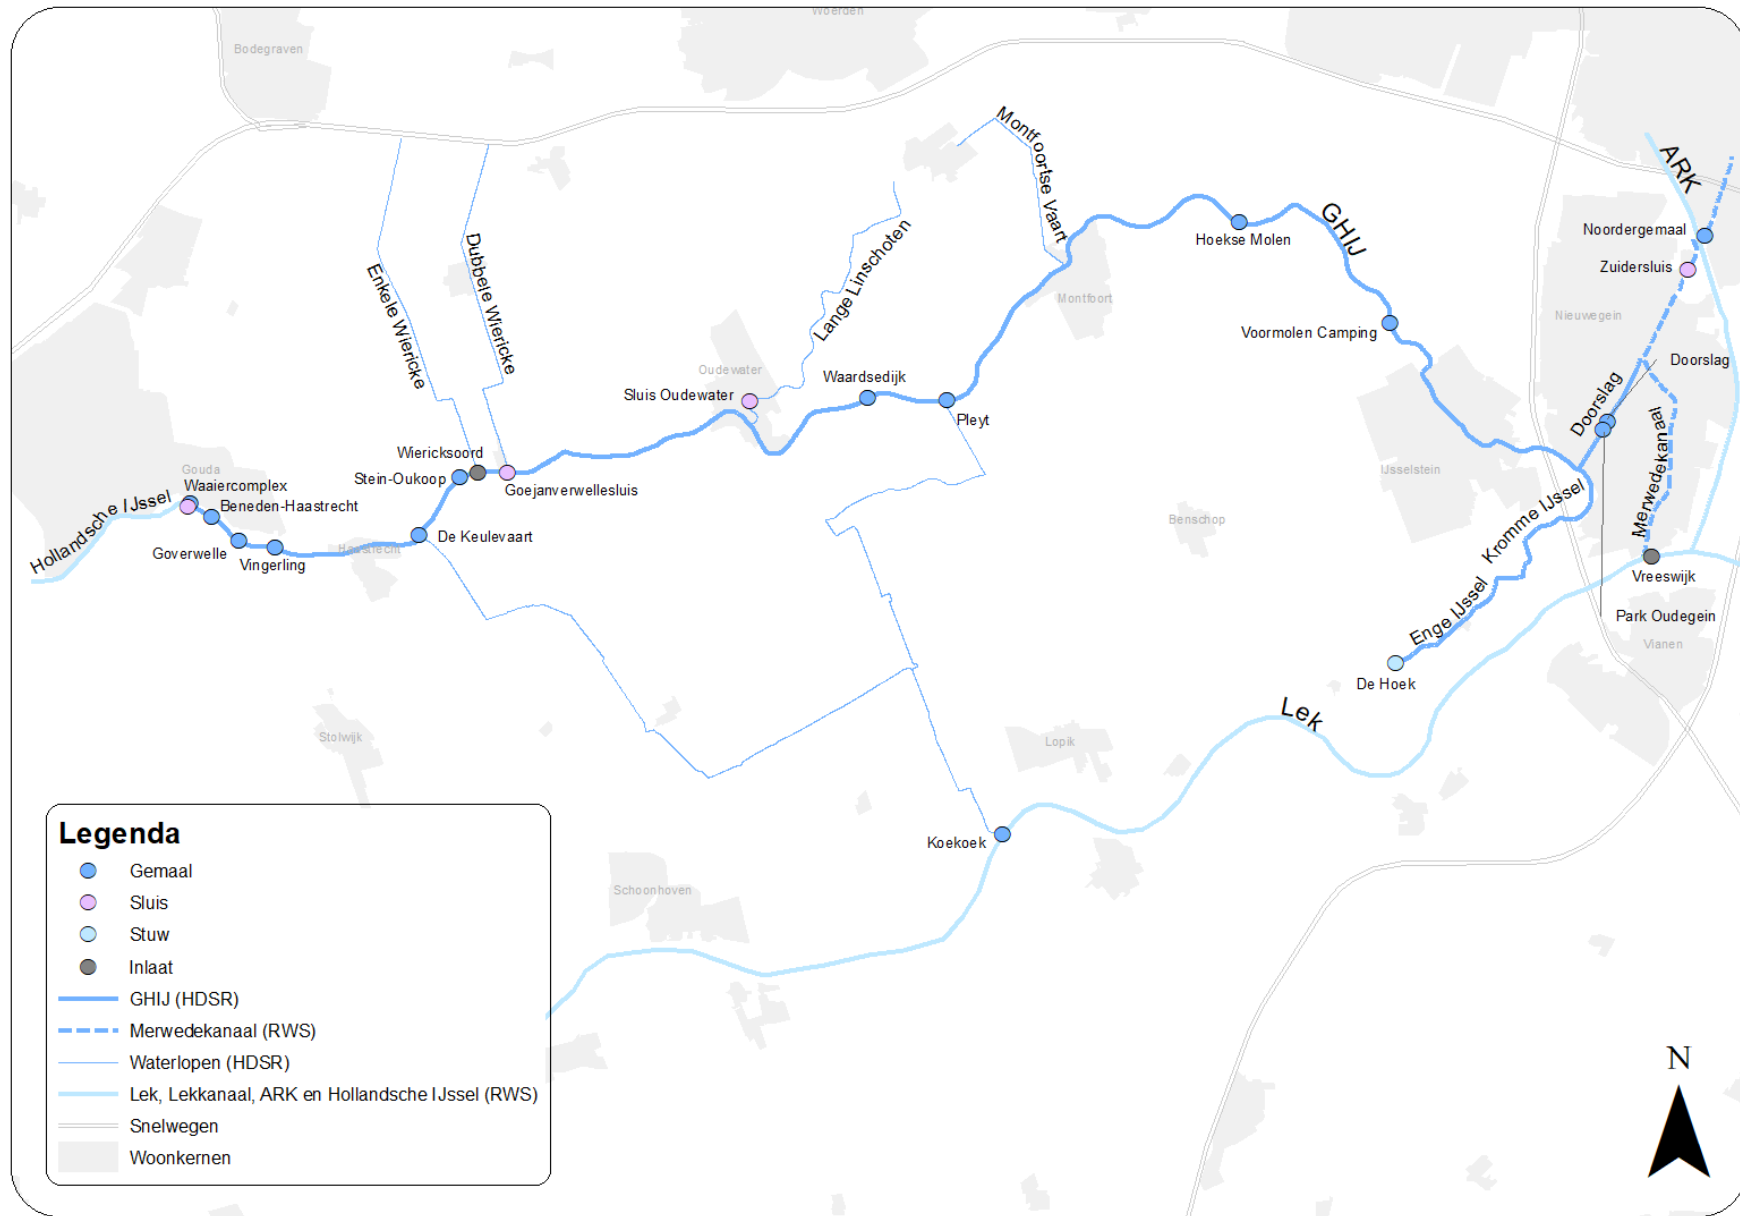 Woerden
Bodegraven
Montfoortse Vaart
ARK
GHIJ
Noordergemaal
Hoekse Molen
Zuidersluis
Lange Linschoten
Dubbele Wiericke
Enkele Wiericke
Montfoort
Nieuwegein
Voormolen Camping
Doorslag
Oudewater
Waardsedijk
Sluis Oudewater
Doorslag
Pleyt
Merwedekanaal
Wiericksoord
Gouda
Stein-Oukoop
IJsselstein
Waaiercomplex
Goejanverwellesluis
Hollandsche IJssel
Beneden-Haastrecht
Kromme IJssel
Benschop
De Keulevaart
Goverwelle
Haastrecht
Vingerling
Vreeswijk
Enge IJssel
Park Oudegein
Vianen
De Hoek
Lek
Stolwijk
Lopik
Koekoek
Schoonhoven
Legenda
Gemaal
Sluis
Stuw
Inlaat
GHIJ (HDSR)
Merwedekanaal (RWS)
Waterlopen (HDSR)
Lek, Lekkanaal, ARK en Hollandsche IJssel (RWS)
Snelwegen
Woonkernen
N